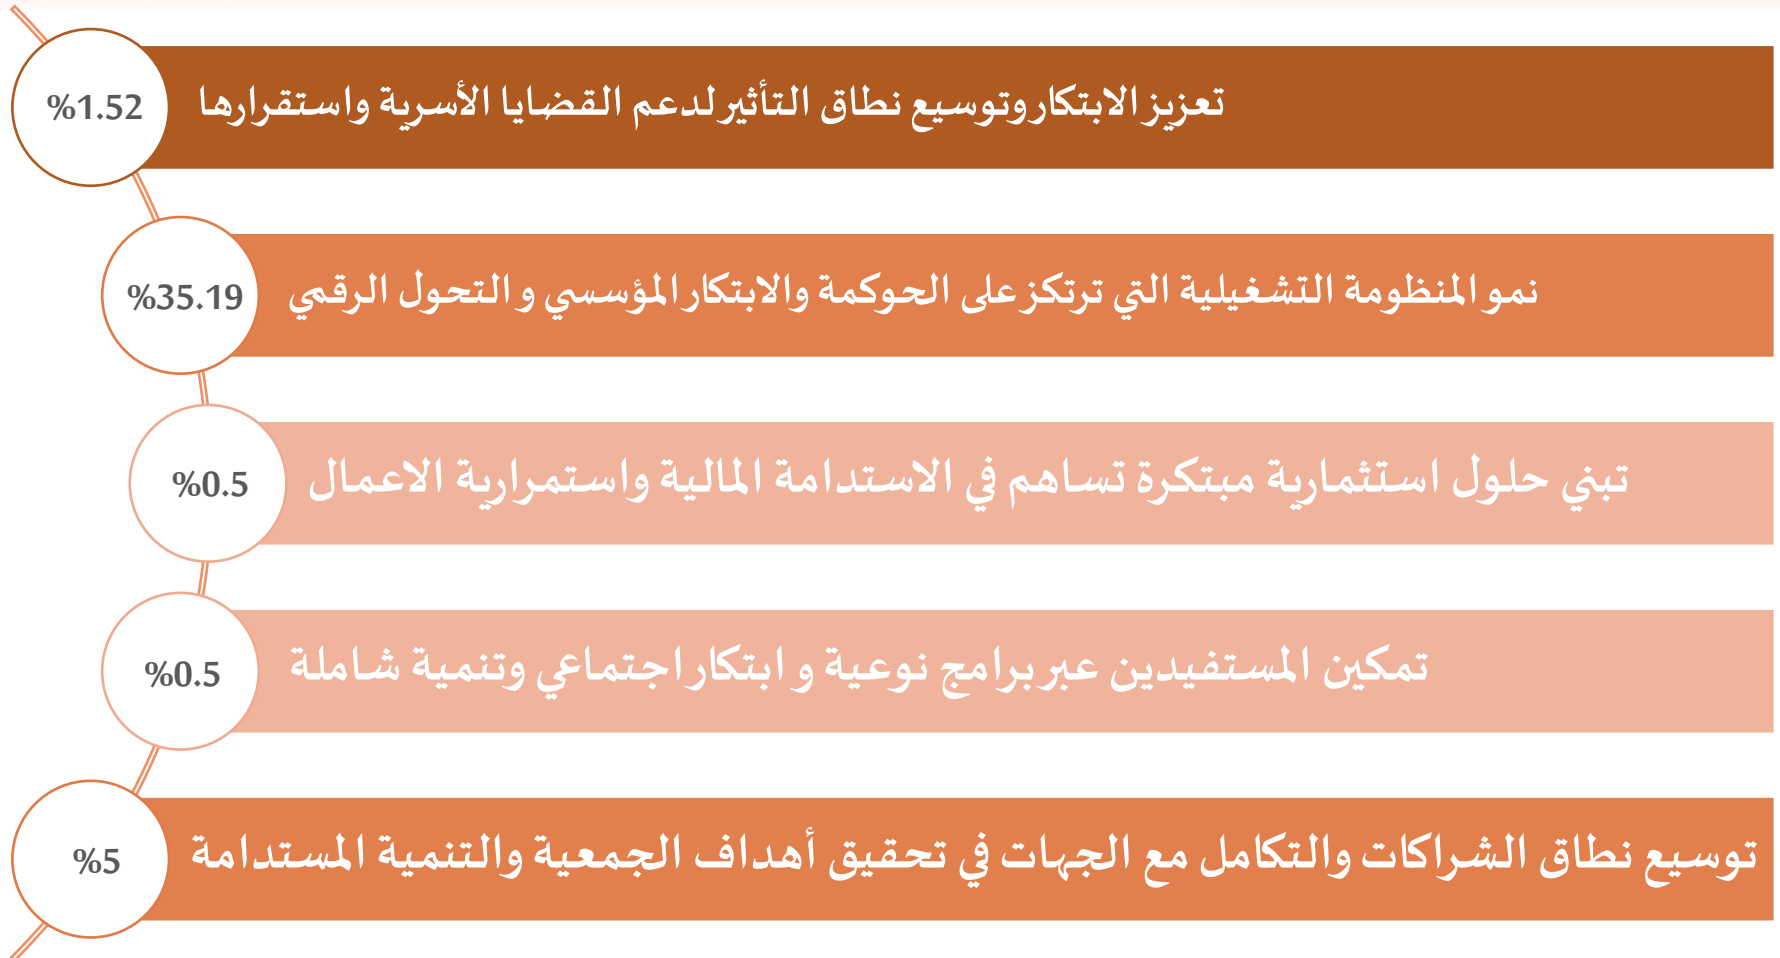 %1.52
تعزيز الابتكار وتوسيع نطاق التأثير لدعم القضايا الأسرية واستقرارها
%35.19
نمو المنظومة التشغيلية التي ترتكز على الحوكمة والابتكار المؤسسي و التحول الرقمي
%0.5
تبني حلول استثمارية مبتكرة تساهم في الاستدامة المالية واستمرارية الاعمال
%0.5
تمكين المستفيدين عبر برامج نوعية و ابتكار اجتماعي وتنمية شاملة
%5
توسيع نطاق الشراكات والتكامل مع الجهات في تحقيق أهداف الجمعية والتنمية المستدامة